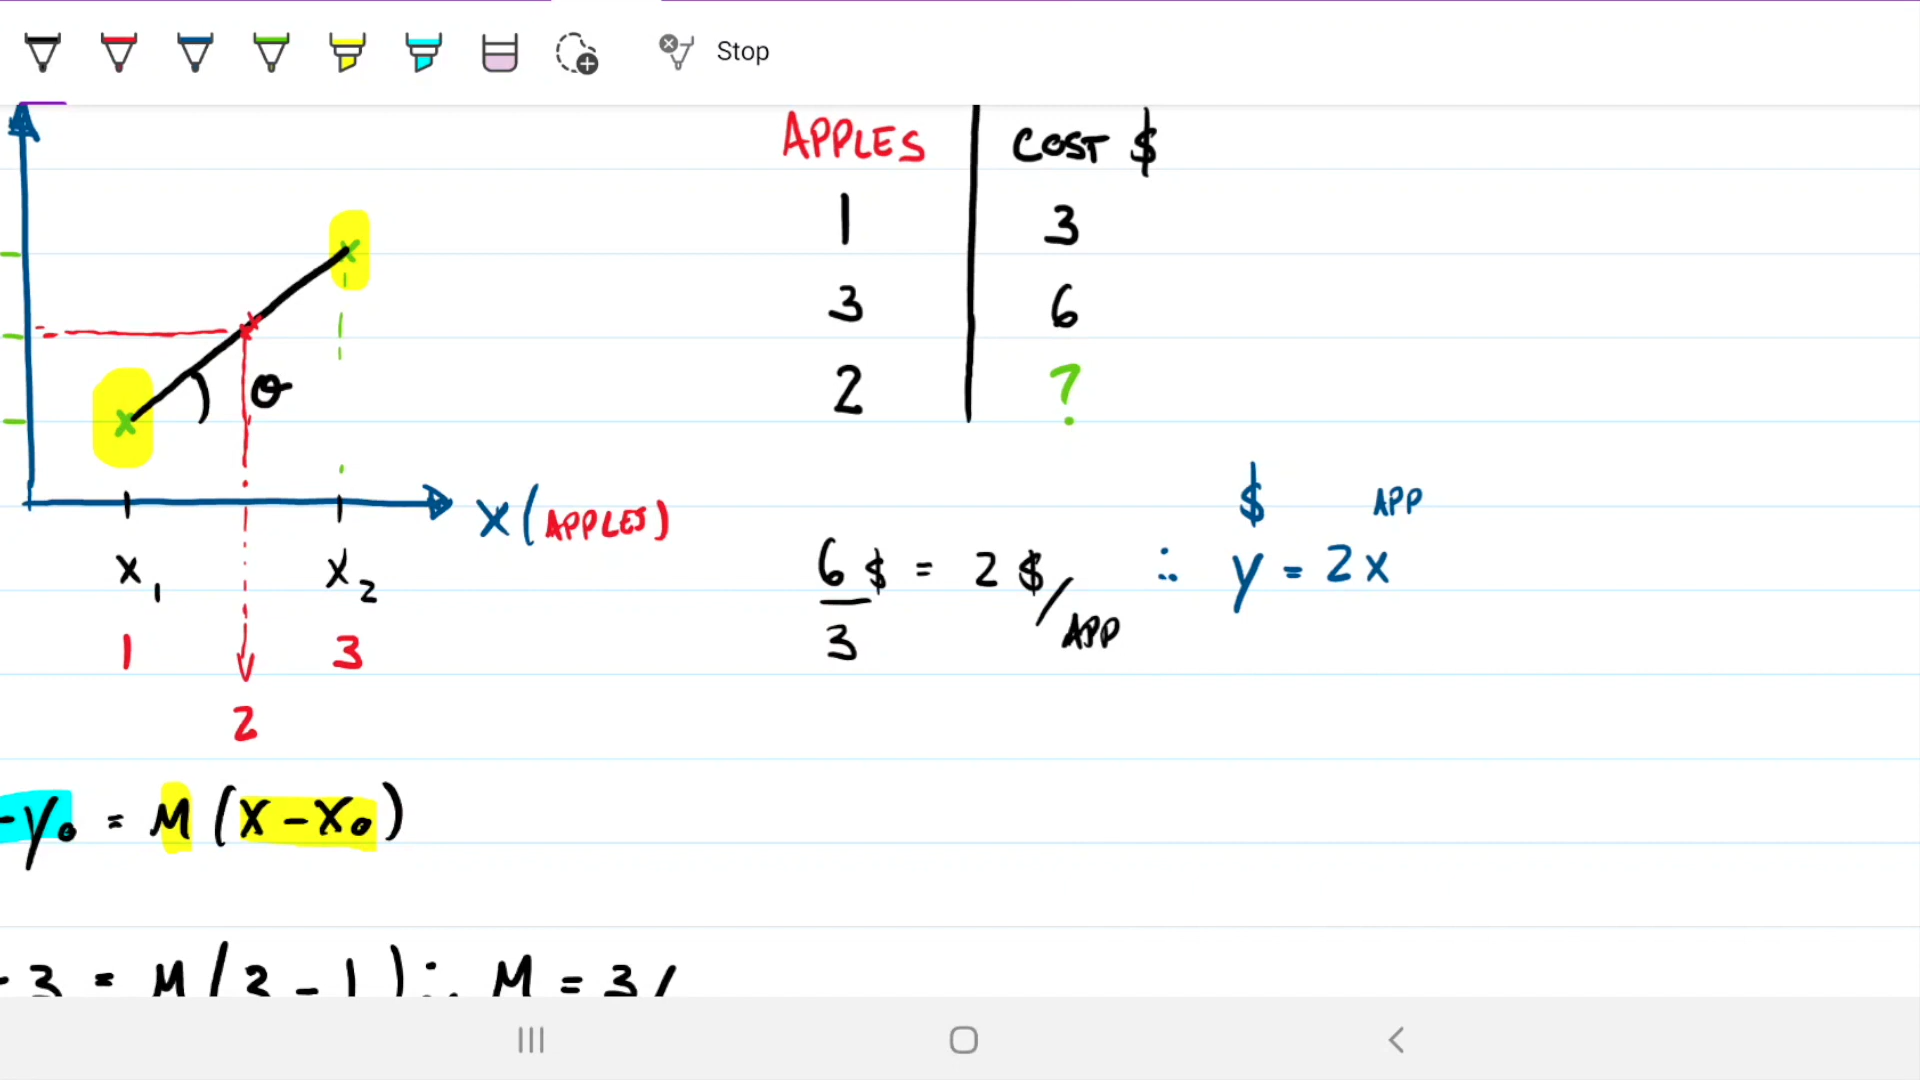 Stop
APPLES COST $
1 3
3 6
2 ?
θ
X (APPLES)
X1 X2
1 3
2
6$ = 2 $/APP
3
$ APP
∴ y = 2x
-y0 = M (X - X0)
3 = M (3 - 1) ∴ M = 3/